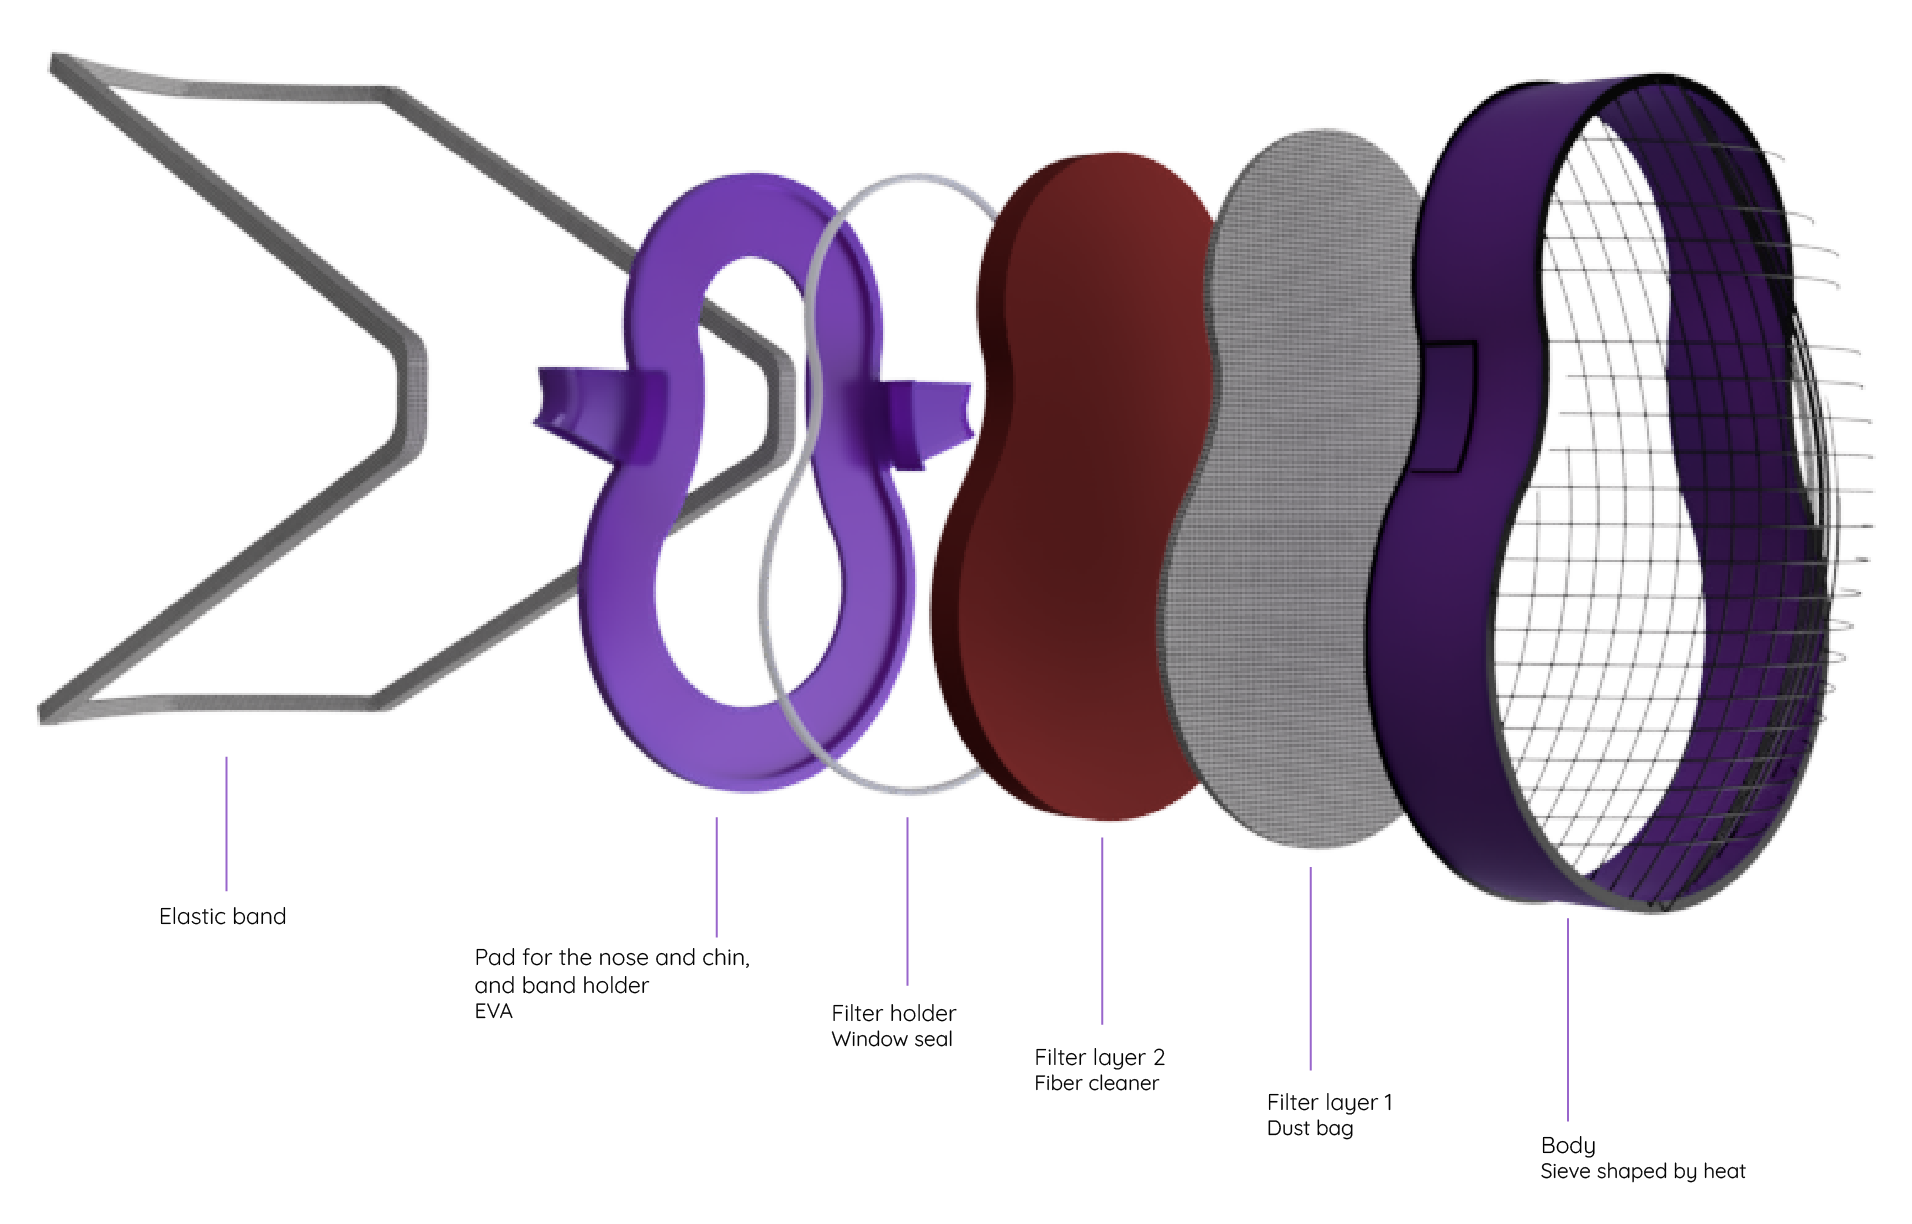 Elastic band
Pad for the nose and chin,
and band holder
EVA
Filter holder
Window seal
Filter layer 2
Fiber cleaner
Filter layer 1
Dust bag
Body
Sieve shaped by heat